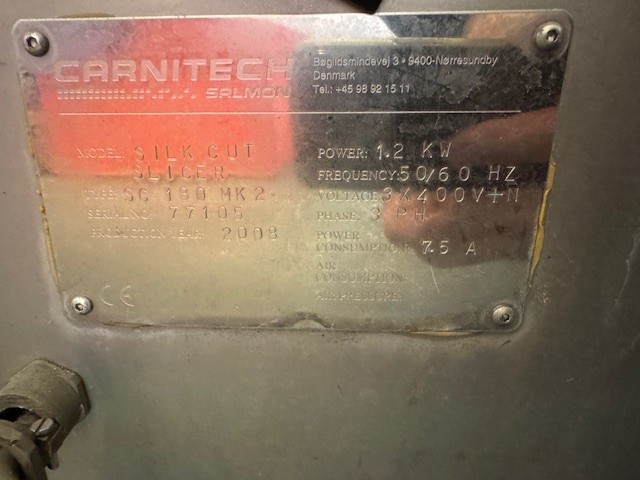 CARNITECH
SALMON
Bøgildsmindevej 3 • 9400-Nørresundby
Denmark
Tel.: +45 98 92 15 11
MODEL: SILK CUT
SLICER
TYPE: SC 180 MK2
SERIALNO: 77105
PRODUCTION YEAR: 2008
CE
POWER: 1.2 KW
FREQUENCY: 50/60 HZ
VOLTAGE: 3X400V+N
PHASE: 3 PH
POWER
CONSUMPTION: 7.5 A
AIR
CONSUMPTION:
AIR PRESSURE: